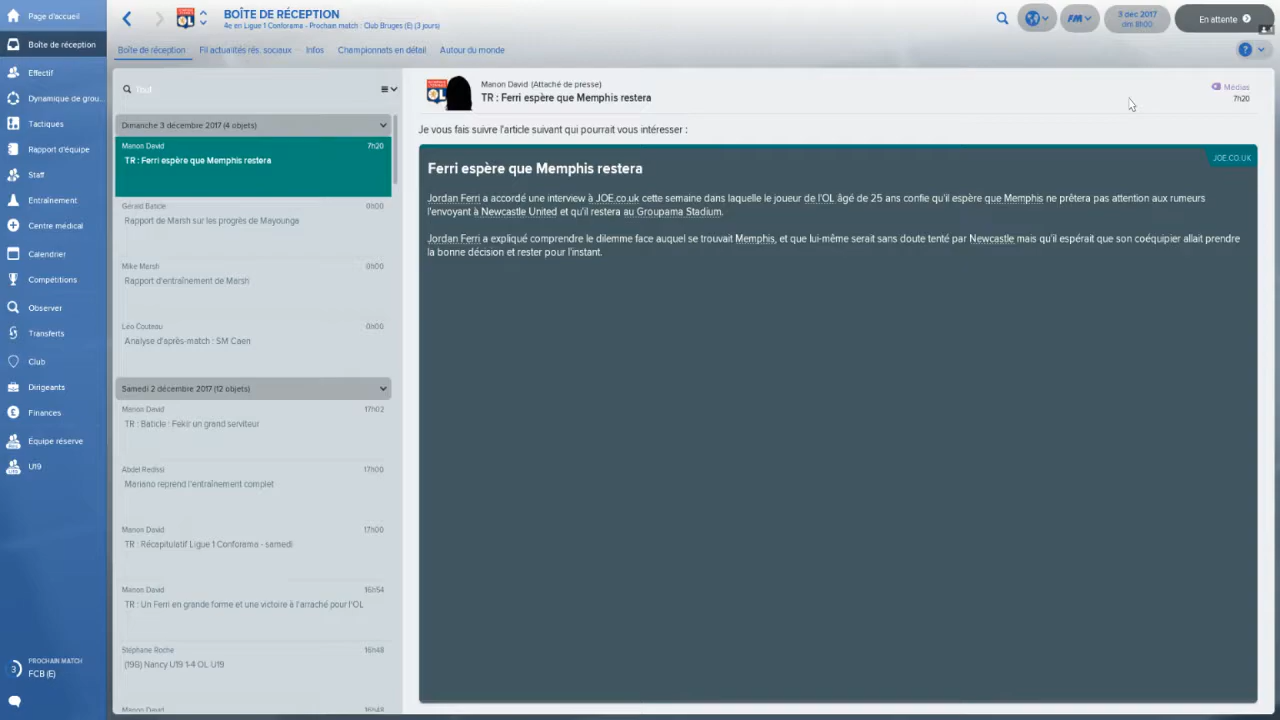 Page d'accueil
Boîte de réception
Effectif
Dynamique de grou...
Tactiques
Rapport d'équipe
Staff
Entraînement
Centre médical
Calendrier
Compétitions
Observer
Transferts
Club
Dirigeants
Finances
Équipe réserve
U19
3 PROCHAIN MATCH
FCB (E)
BOÎTE DE RÉCEPTION
4e en Ligue 1 Conforama - Prochain match : Club Bruges (E) (3 jours)
FM
3 déc 2017
dim 8h00
En attente
Boîte de réception Fil actualités rés. sociaux Infos Championnats en détail Autour du monde
?
Tout
Dimanche 3 décembre 2017 (4 objets)
Manon David 7h20
TR : Ferri espère que Memphis restera
Gérald Baticle 0h00
Rapport de Marsh sur les progrès de Mayounga
Mike Marsh 0h00
Rapport d'entraînement de Marsh
Léo Couteau 0h00
Analyse d'après-match : SM Caen
Samedi 2 décembre 2017 (12 objets)
Manon David 17h02
TR : Baticle : Fekir un grand serviteur
Abdel Redissi 17h00
Mariano reprend l'entraînement complet
Manon David 17h00
TR : Récapitulatif Ligue 1 Conforama - samedi
Manon David 16h54
TR : Un Ferri en grande forme et une victoire à l'arraché pour l'OL
Stéphane Roche 16h48
(19B) Nancy U19 1-4 OL U19
Manon David 16h48
OL
Manon David (Attaché de presse)
TR : Ferri espère que Memphis restera
Médias
7h20
Je vous fais suivre l'article suivant qui pourrait vous intéresser :
JOE.CO.UK
Ferri espère que Memphis restera
Jordan Ferri a accordé une interview à JOE.co.uk cette semaine dans laquelle le joueur de l'OL âgé de 25 ans confie qu'il espère que Memphis ne prêtera pas attention aux rumeurs
l'envoyant à Newcastle United et qu'il restera au Groupama Stadium.
Jordan Ferri a expliqué comprendre le dilemme face auquel se trouvait Memphis, et que lui-même serait sans doute tenté par Newcastle mais qu'il espérait que son coéquipier allait prendre
la bonne décision et rester pour l'instant.